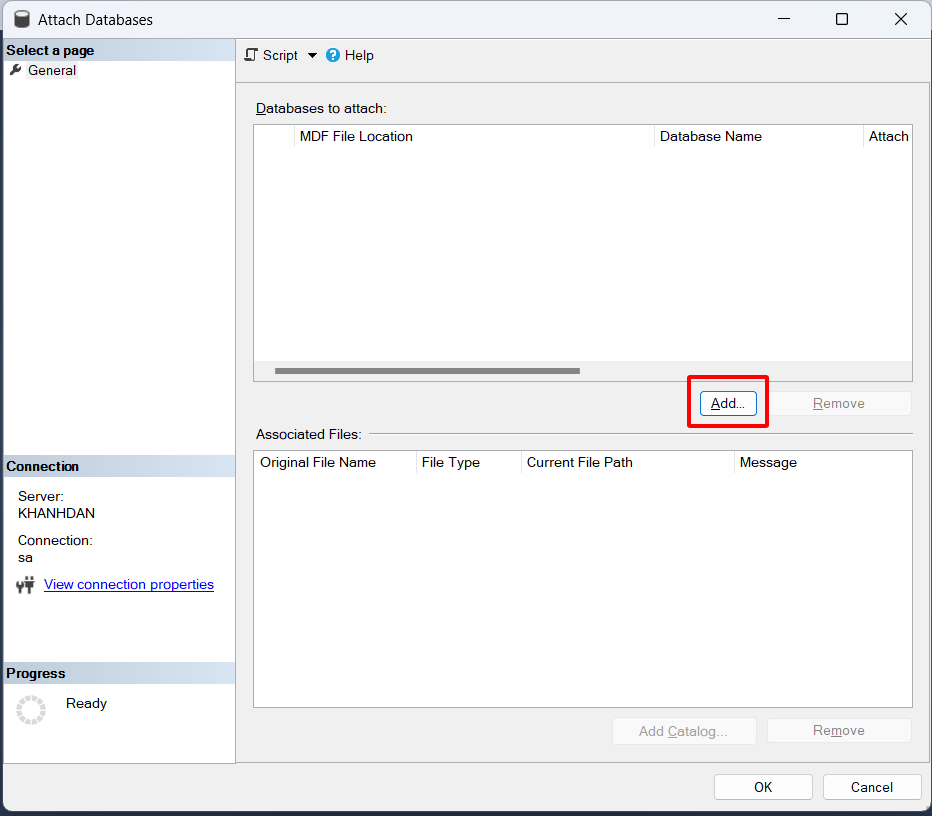 Attach Databases
Select a page
General
Script
Help
Databases to attach:
MDF File Location Database Name Attach
Add... Remove
Associated Files:
Original File Name File Type Current File Path Message
Connection
Server:
KHANHDAN
Connection:
sa
View connection properties
Progress
Ready
Add Catalog... Remove
OK Cancel